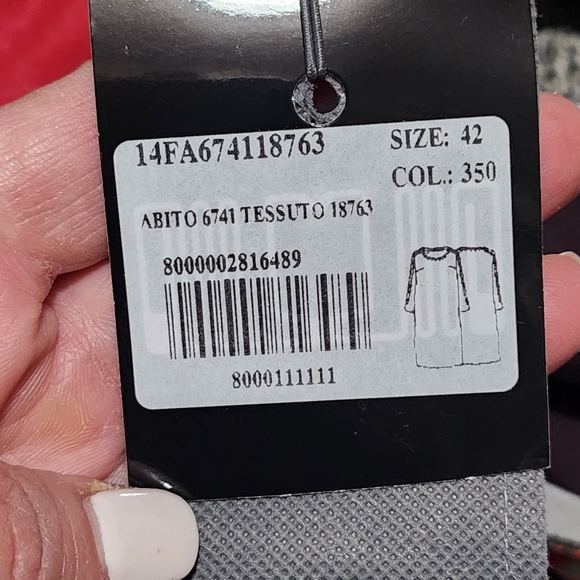 14FA674118763 SIZE: 42
COL.: 350
ABITO 6741 TESSUTO 18763
8000002816489
8000111111